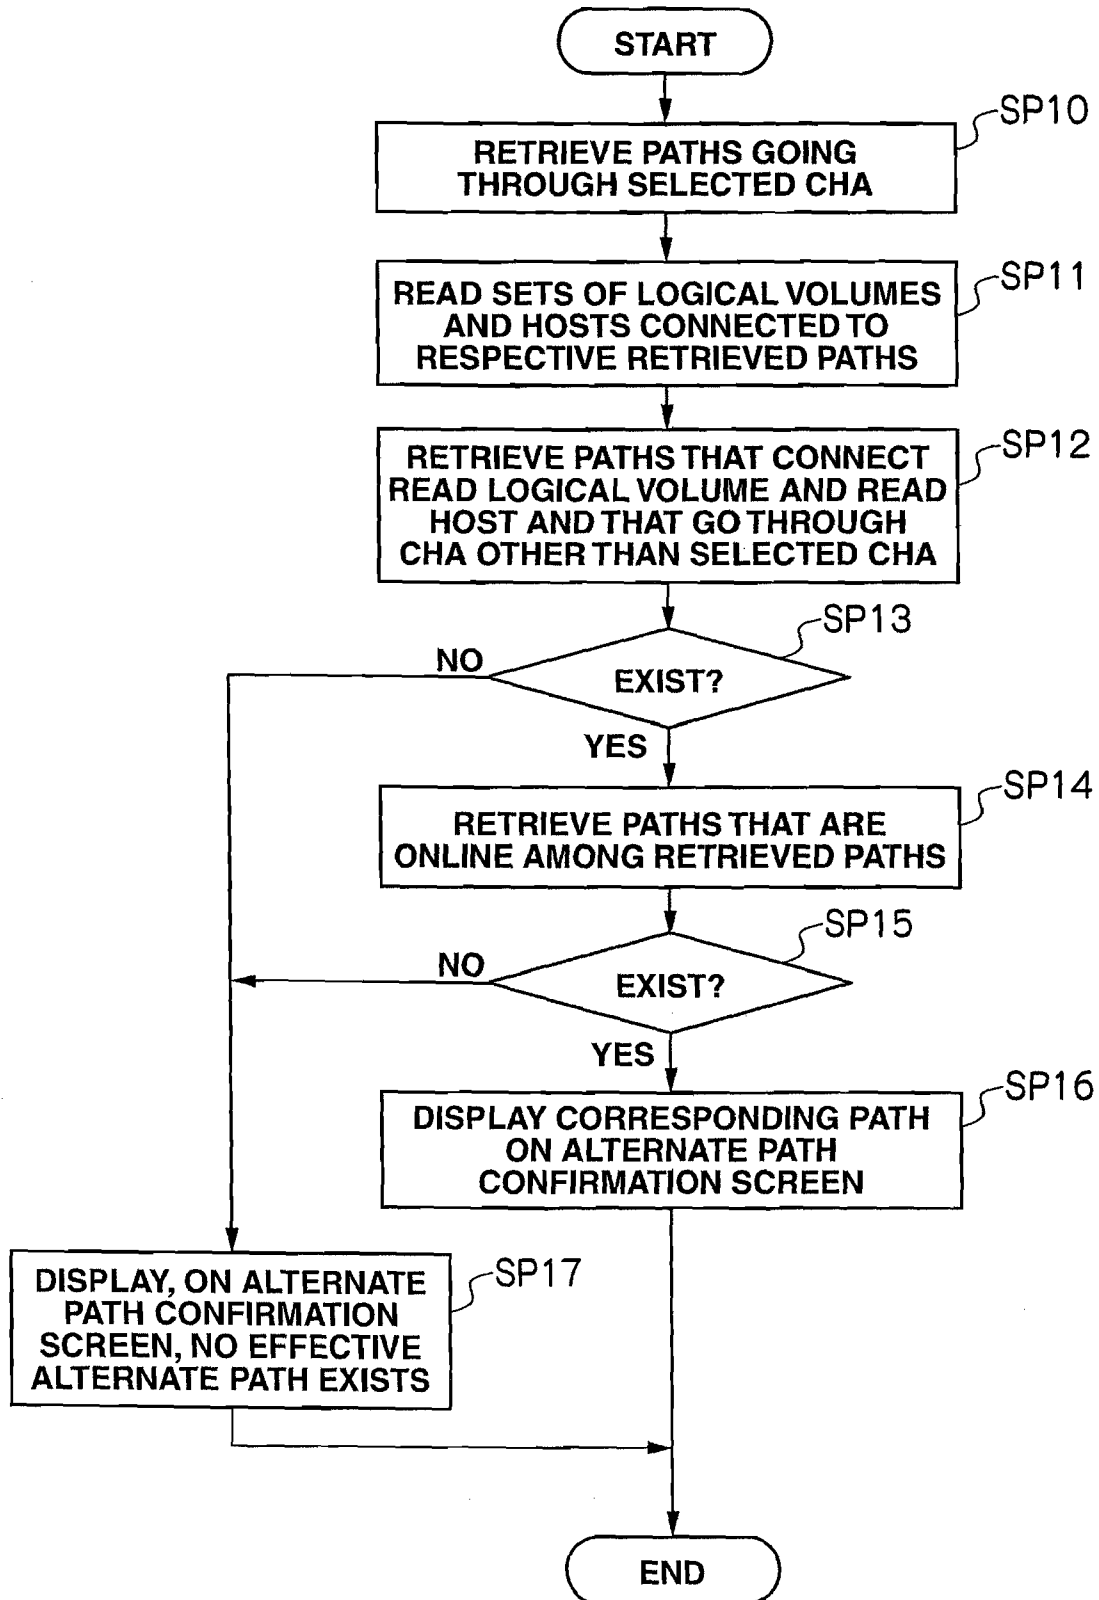 START
SP10
RETRIEVE PATHS GOING
THROUGH SELECTED CHA
SP11
READ SETS OF LOGICAL VOLUMES
AND HOSTS CONNECTED TO
RESPECTIVE RETRIEVED PATHS
SP12
RETRIEVE PATHS THAT CONNECT
READ LOGICAL VOLUME AND READ
HOST AND THAT GO THROUGH
CHA OTHER THAN SELECTED CHA
SP13
NO
EXIST?
YES
SP14
RETRIEVE PATHS THAT ARE
ONLINE AMONG RETRIEVED PATHS
SP15
NO
EXIST?
YES
SP16
DISPLAY CORRESPONDING PATH
ON ALTERNATE PATH
CONFIRMATION SCREEN
SP17
DISPLAY, ON ALTERNATE
PATH CONFIRMATION
SCREEN, NO EFFECTIVE
ALTERNATE PATH EXISTS
END